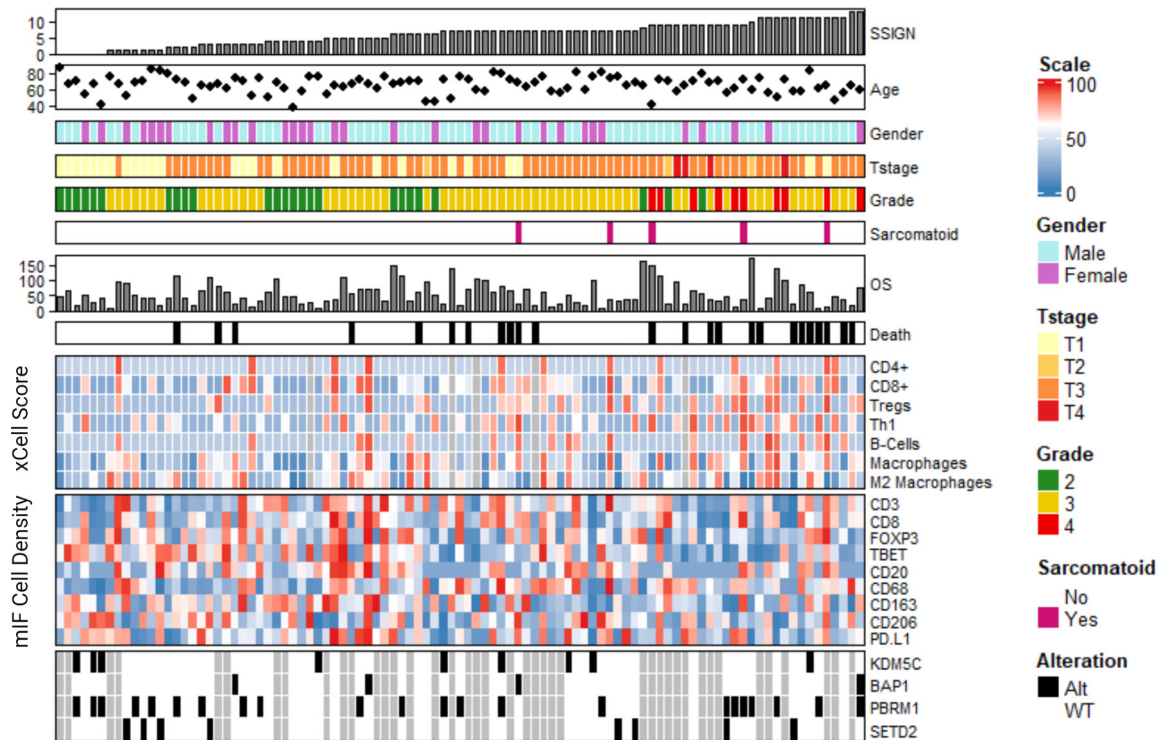 10
5
0
SSIGN
80
60
40
Age
Gender
Tstage
Grade
Sarcomatoid
150
100
50
0
OS
Death
xCell Score
CD4+
CD8+
Tregs
Th1
B-Cells
Macrophages
M2 Macrophages
mIF Cell Density
CD3
CD8
FOXP3
TBET
CD20
CD68
CD163
CD206
PD.L1
KDM5C
BAP1
PBRM1
SETD2
Scale
100
50
0
Gender
Male
Female
Tstage
T1
T2
T3
T4
Grade
2
3
4
Sarcomatoid
No
Yes
Alteration
Alt
WT